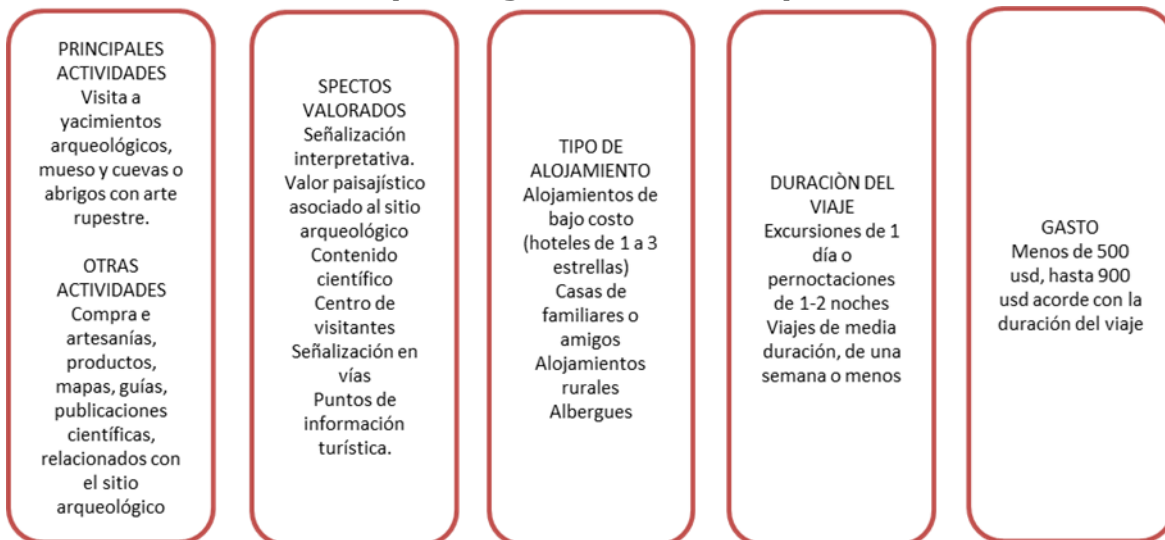 PRINCIPALES
ACTIVIDADES
Visita a
yacimientos
arqueológicos,
mueso y cuevas o
abrigos con arte
rupestre.
OTRAS
ACTIVIDADES
Compra e
artesanías,
productos,
mapas, guías,
publicaciones
científicas,
relacionados con
el sitio
arqueológico
SPECTOS
VALORADOS
Señalización
interpretativa.
Valor paisajístico
asociado al sitio
arqueológico
Contenido
científico
Centro de
visitantes
Señalización en
vías
Puntos de
información
turística.
TIPO DE
ALOJAMIENTO
Alojamientos de
bajo costo
(hoteles de 1 a 3
estrellas)
Casas de
familiares o
amigos
Alojamientos
rurales
Albergues
DURACIÒN DEL
VIAJE
Excursiones de 1
día o
pernoctaciones
de 1-2 noches
Viajes de media
duración, de una
semana o menos
GASTO
Menos de 500
usd, hasta 900
usd acorde con la
duración del viaje